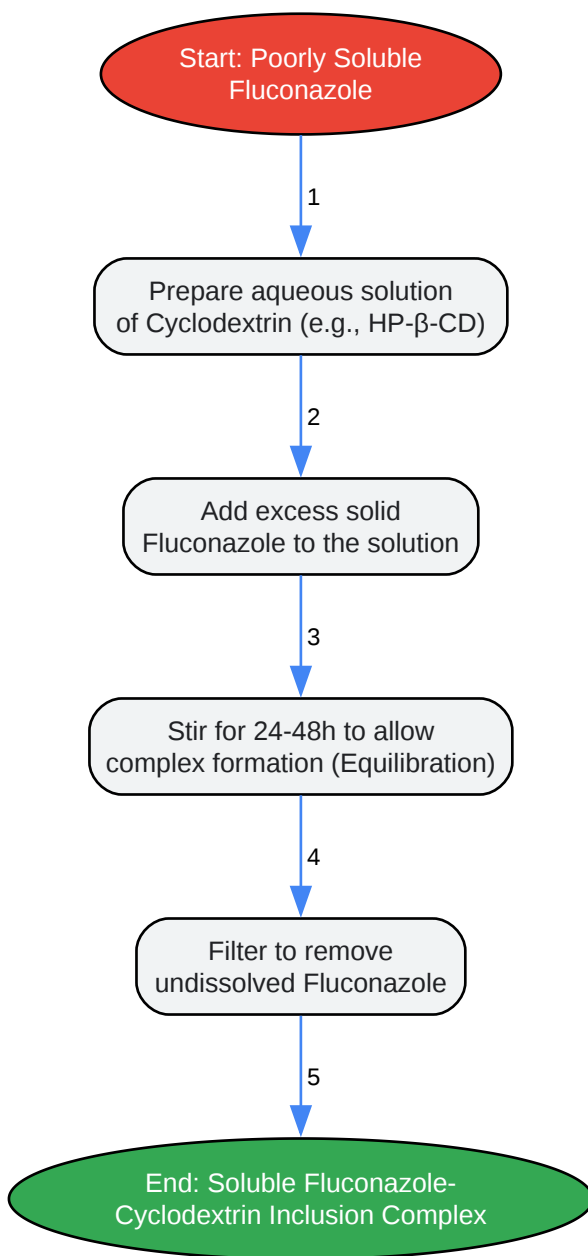 Start: Poorly Soluble
Fluconazole
1
Prepare aqueous solution
of Cyclodextrin (e.g., HP-β-CD)
2
Add excess solid
Fluconazole to the solution
3
Stir for 24-48h to allow
complex formation (Equilibration)
4
Filter to remove
undissolved Fluconazole
5
End: Soluble Fluconazole-
Cyclodextrin Inclusion Complex